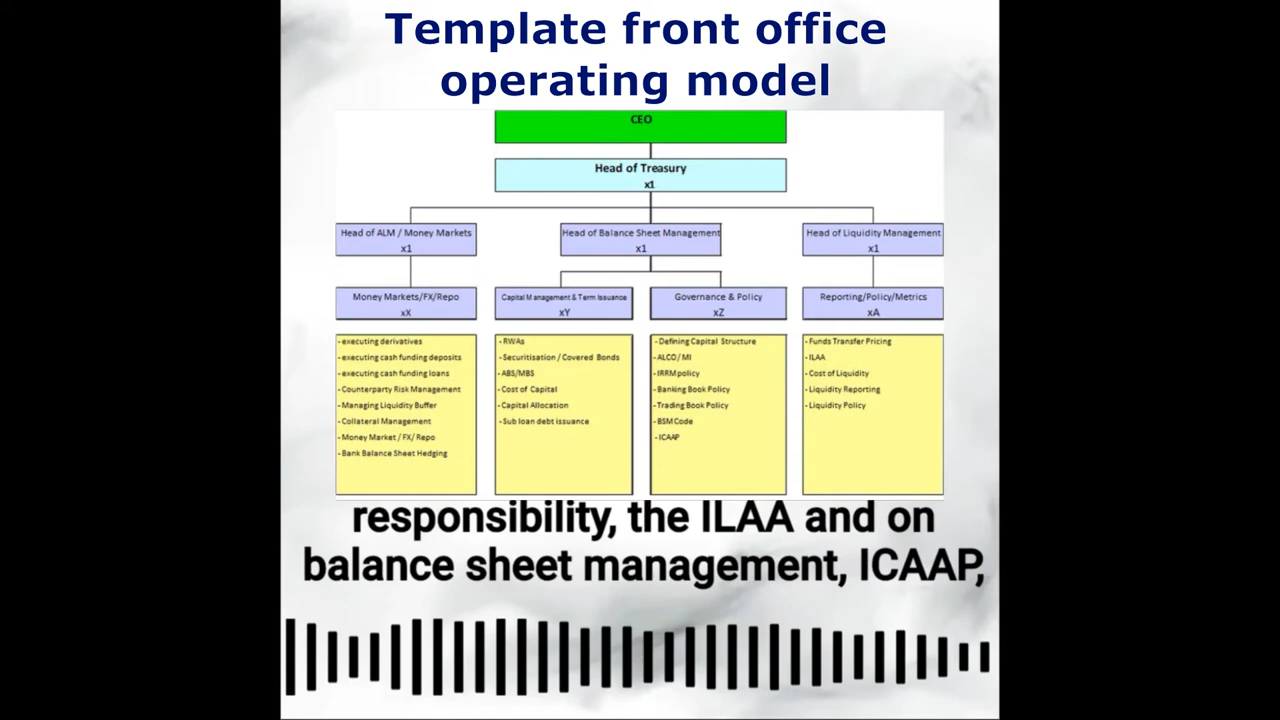 Template front office
operating model
CEO
Head of Treasury
x1
Head of ALM / Money Markets
x1
Head of Balance Sheet Management
x1
Head of Liquidity Management
x1
Money Markets/FX/Repo
xX
Capital Management & Term Issuance
xY
Governance & Policy
xZ
Reporting/Policy/Metrics
xA
- executing derivatives
- executing cash funding deposits
- executing cash funding loans
- Counterparty Risk Management
- Managing Liquidity Buffer
- Collateral Management
- Money Market / FX/ Repo
- Bank Balance Sheet Hedging
- RWAs
- Securitisation / Covered Bonds
- ABS/MBS
- Cost of Capital
- Capital Allocation
- Sub loan debt issuance
- Defining Capital Structure
- ALCO / MI
- IRRM policy
- Banking Book Policy
- Trading Book Policy
- BSM Code
- ICAAP
- Funds Transfer Pricing
- ILAA
- Cost of Liquidity
- Liquidity Reporting
- Liquidity Policy
responsibility, the ILAA and on
balance sheet management, ICAAP,